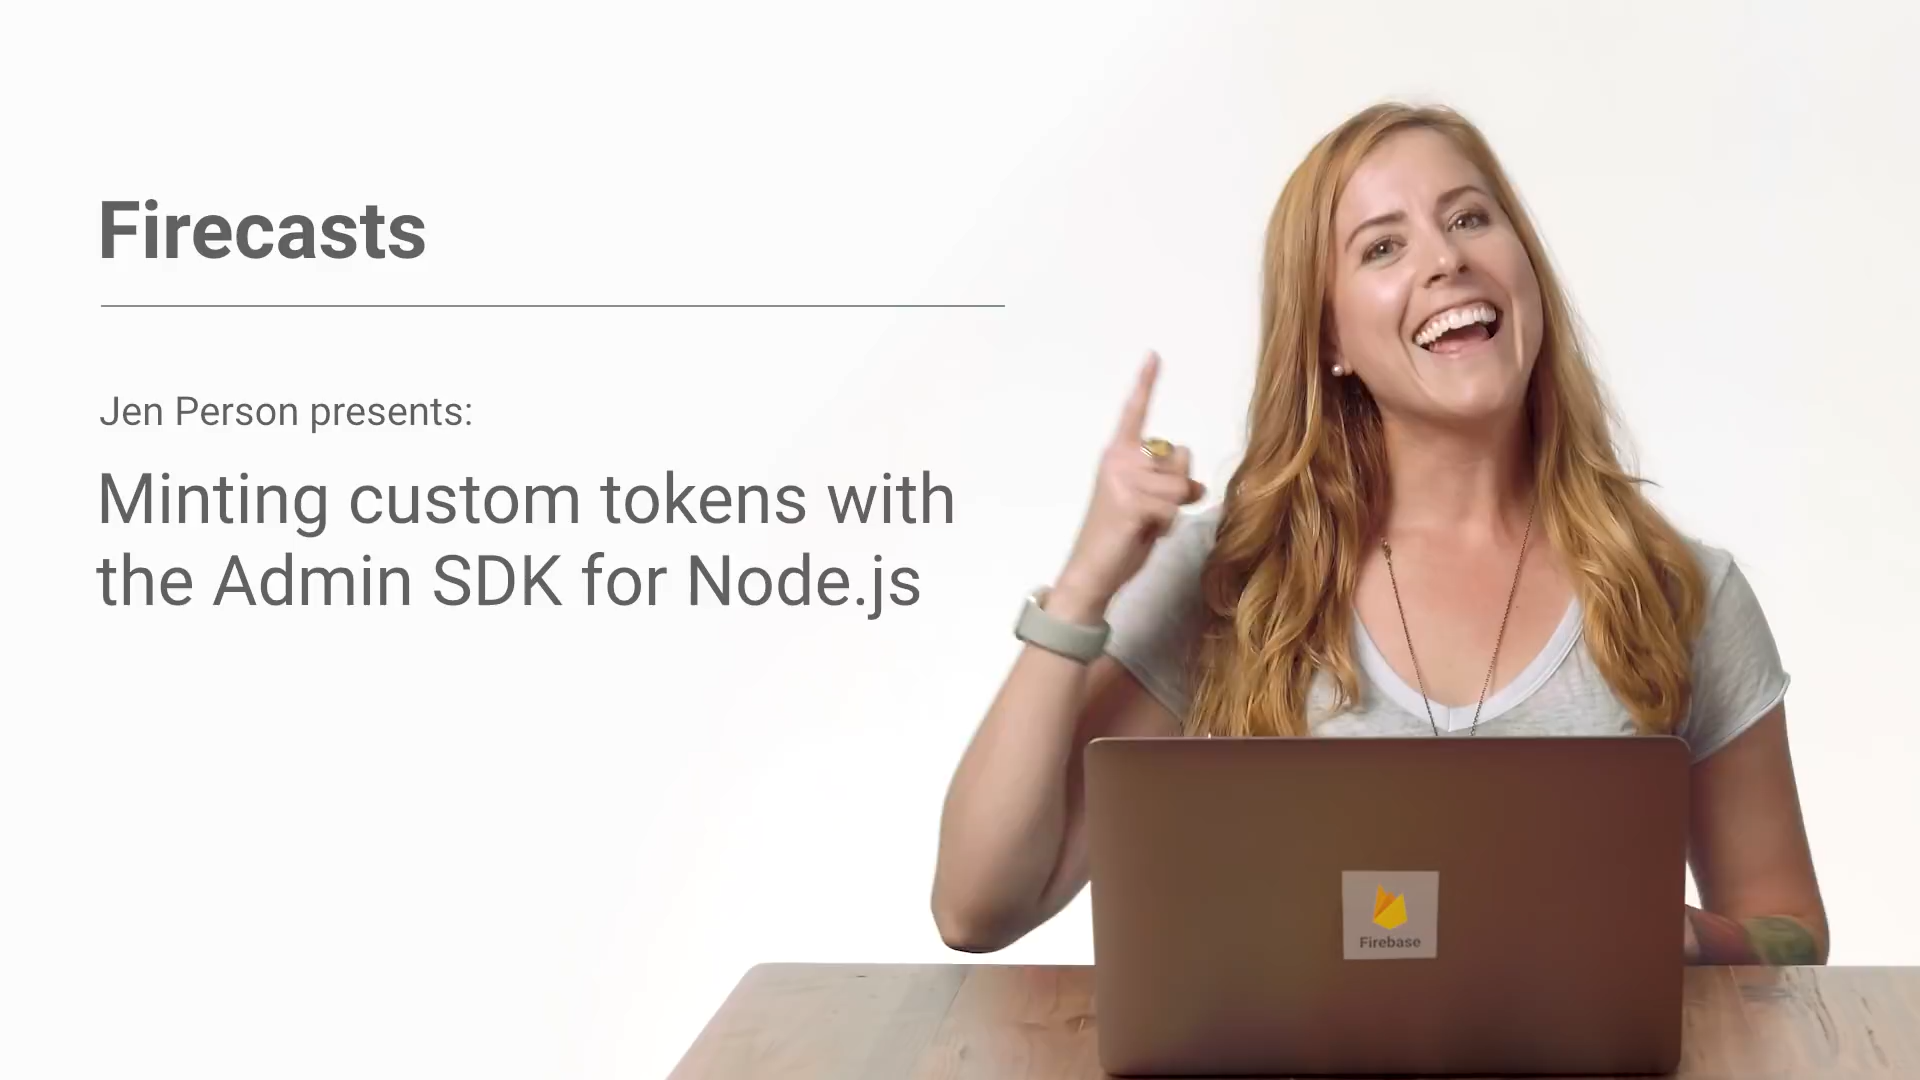 Firecasts
Jen Person presents:
Minting custom tokens with
the Admin SDK for Node.js
Firebase